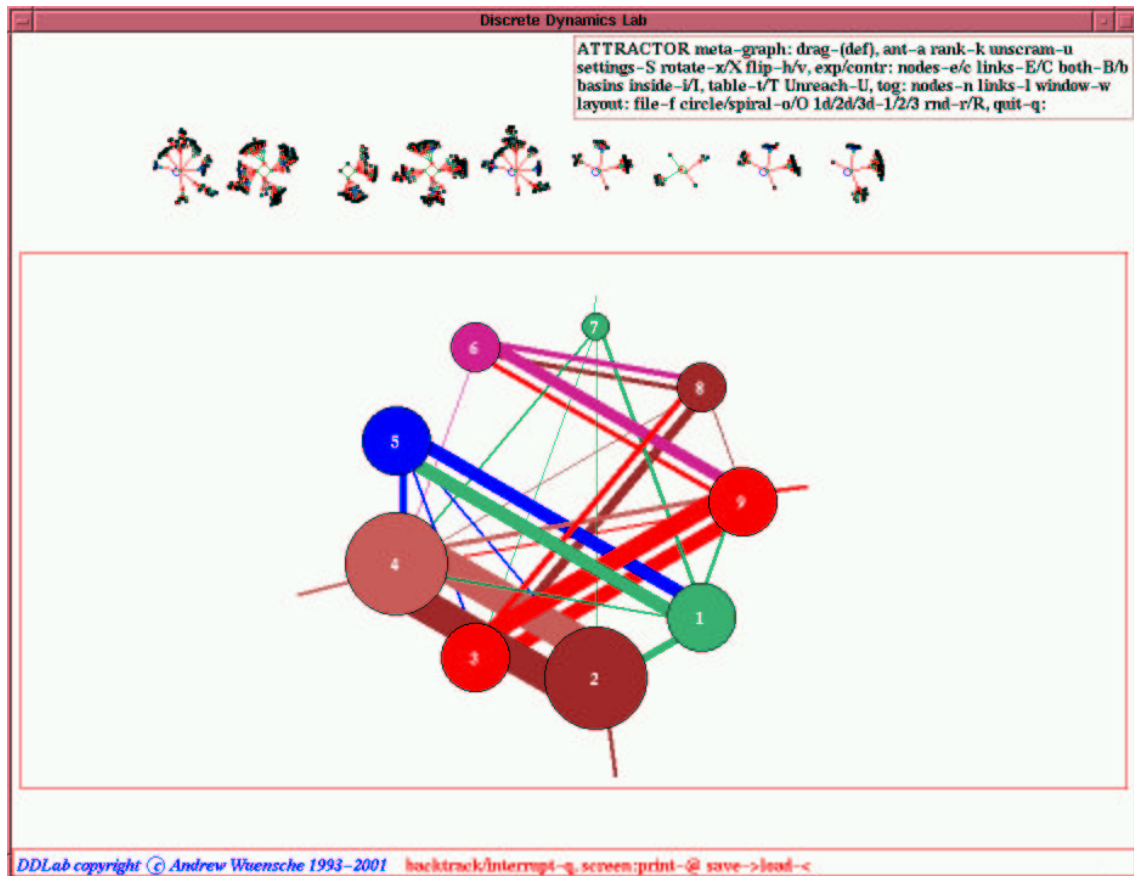 Discrete Dynamics Lab
ATTRACTOR meta-graph: drag-(def), ant-a rank-k unscram-u
settings-S rotate-x/X flip-h/v, exp/contr: nodes-e/c links-E/C both-B/b
basins inside-i/I, table-t/T Unreach-U, tog: nodes-n links-l window-w
layout: file-f circle/spiral-o/O 1d/2d/3d-1/2/3 rnd-r/R, quit-q:
7
6
8
5
9
4
1
3
2
DDLab copyright © Andrew Wuensche 1993-2001 backtrack/interrupt-q, screen:print-@ save->load-<